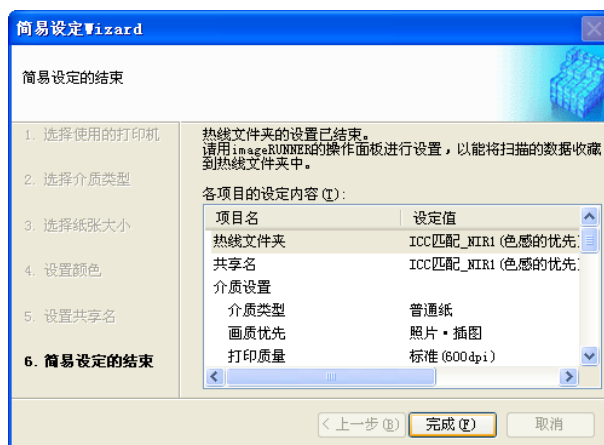 简易设定Wizard
简易设定的结束
1. 选择使用的打印机
2. 选择介质类型
3. 选择纸张大小
4. 设置颜色
5. 设置共享名
6. 简易设定的结束
热线文件夹的设置已结束。
请用imageRUNNER的操作面板进行设置，以能将扫描的数据收藏
到热线文件夹中。
各项目的设定内容(T):
项目名 设定值
热线文件夹 ICC匹配_NIR1(色感的优先)
共享名 ICC匹配_NIR1(色感的优先)
介质设置
介质类型 普通纸
画质优先 照片·插图
打印质量 标准(600dpi)
<上一步(B) 完成(F) 取消